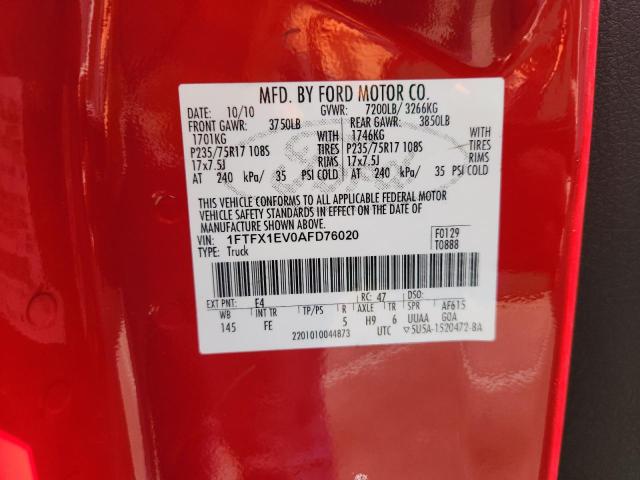 MFD. BY FORD MOTOR CO.
DATE: 10/10 GVWR: 7200LB/ 3266KG
FRONT GAWR: 3750LB REAR GAWR: 3850LB
1701KG WITH 1746KG WITH
P235/75R17 108S TIRES P235/75R17 108S TIRES
17x7.5J RIMS 17x7.5J RIMS
AT 240 kPa/ 35 PSI COLD AT 240 kPa/ 35 PSI COLD
THIS VEHICLE CONFORMS TO ALL APPLICABLE FEDERAL MOTOR
VEHICLE SAFETY STANDARDS IN EFFECT ON THE DATE OF
MANUFACTURE SHOWN ABOVE.
VIN: 1FTFX1EV0AFD76020 F0129
TYPE: Truck T0888
EXT PNT: E4 RC: 47 DSO:
WB INT TR TP/PS R AXLE TR SPR AF615
145 FE 5 H9 6 UUAA G0A
2201010044873 UTC 5U5A-1520472-BA